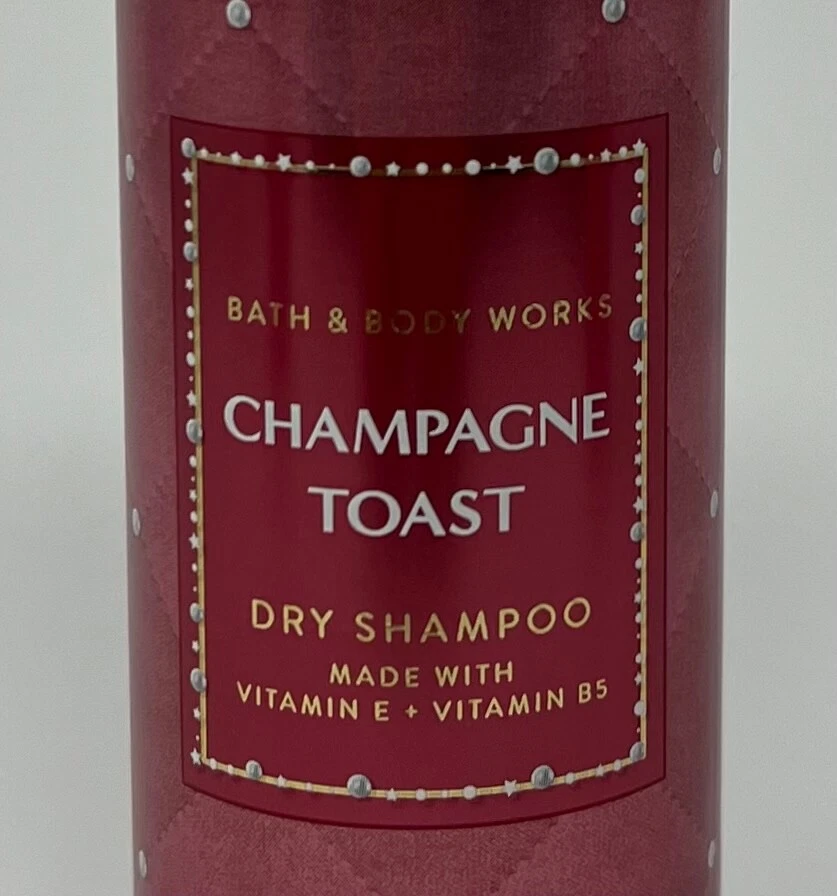 BATH & BODY WORKS
CHAMPAGNE
TOAST
DRY SHAMPOO
MADE WITH
VITAMIN E + VITAMIN B5